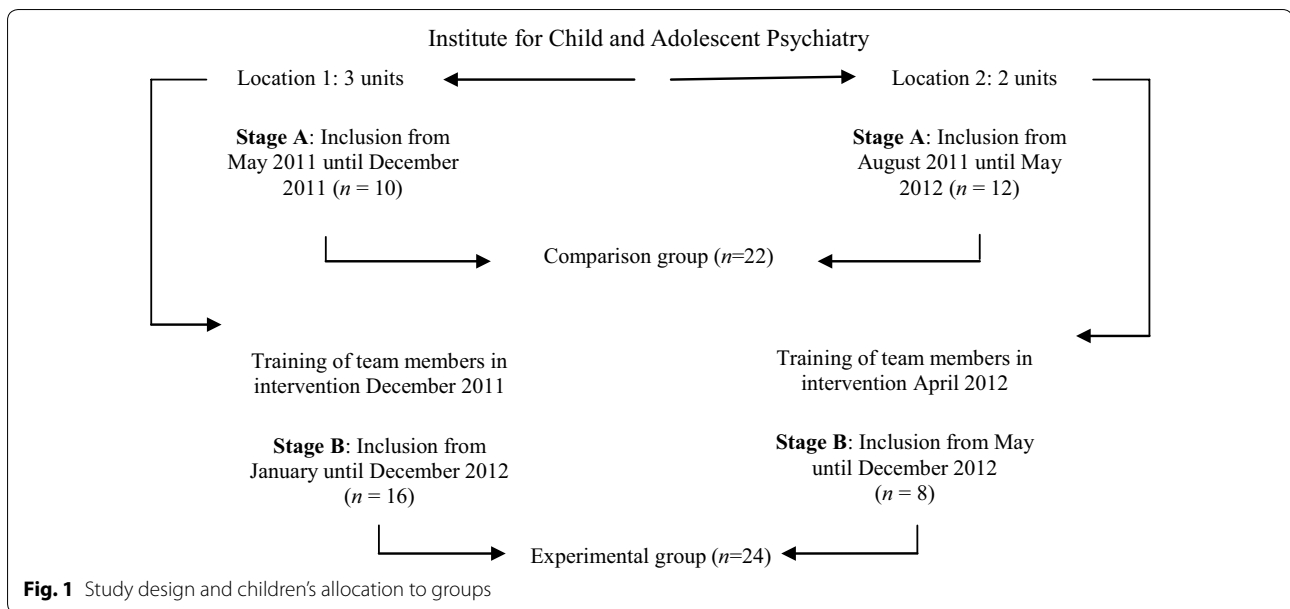 Institute for Child and Adolescent Psychiatry
Location 1: 3 units
Location 2: 2 units
Stage A: Inclusion from
May 2011 until December
2011 (n = 10)
Stage A: Inclusion from
August 2011 until May
2012 (n = 12)
Comparison group (n=22)
Training of team members in
intervention December 2011
Training of team members in
intervention April 2012
Stage B: Inclusion from
January until December 2012
(n = 16)
Stage B: Inclusion from May
until December 2012
(n = 8)
Experimental group (n=24)
Fig. 1 Study design and children's allocation to groups